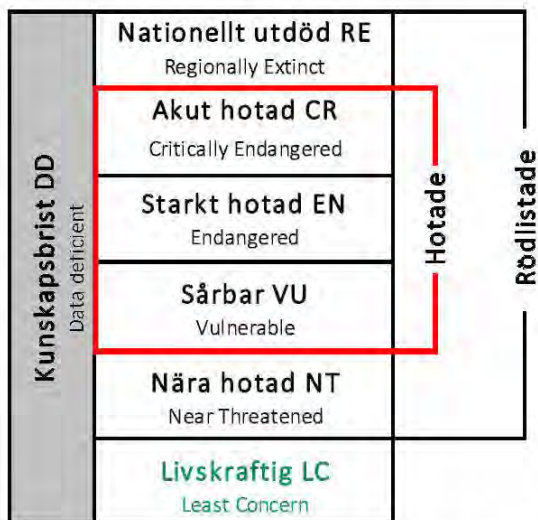 Nationellt utdöd RE
Regionally Extinct
Akut hotad CR
Critically Endangered
Starkt hotad EN
Endangered
Sårbar VU
Vulnerable
Nära hotad NT
Near Threatened
Livskraftig LC
Least Concern
Kunskapsbrist DD
Data deficient
Hotade
Rödlistade